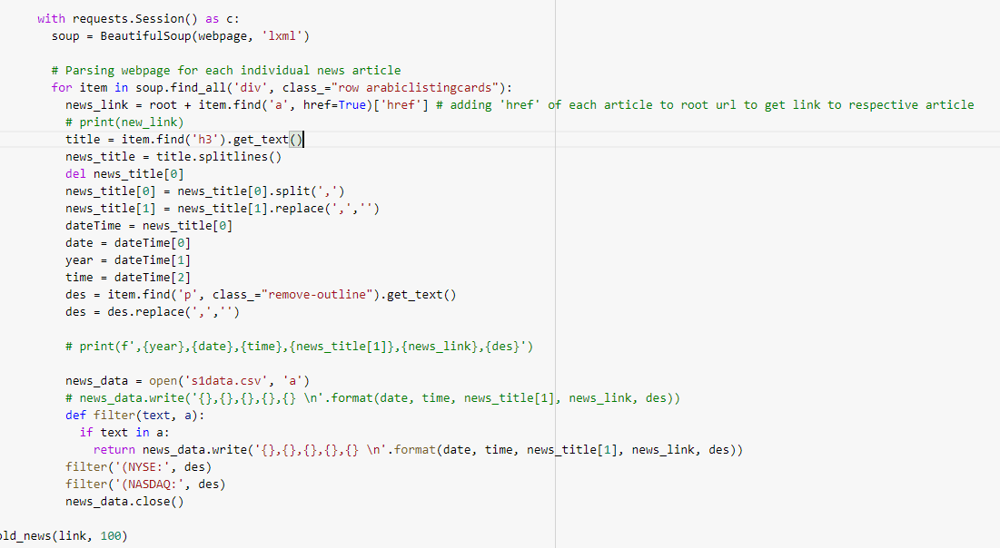 with requests.Session() as c:
soup = BeautifulSoup(webpage, 'lxml')
# Parsing webpage for each individual news article
for item in soup.find_all('div', class_="row arabiclistingcards"):
news_link = root + item.find('a', href=True)['href'] # adding 'href' of each article to root url to get link to respective article
# print(new_link)
title = item.find('h3').get_text()
news_title = title.splitlines()
del news_title[0]
news_title[0] = news_title[0].split(',')
news_title[1] = news_title[1].replace(',','')
dateTime = news_title[0]
date = dateTime[0]
year = dateTime[1]
time = dateTime[2]
des = item.find('p', class_="remove-outline").get_text()
des = des.replace(',','')
# print(f',{year},{date},{time},{news_title[1]},{news_link},{des}')
news_data = open('s1data.csv', 'a')
# news_data.write('{},{},{},{},{} \n'.format(date, time, news_title[1], news_link, des))
def filter(text, a):
if text in a:
return news_data.write('{},{},{},{},{} \n'.format(date, time, news_title[1], news_link, des))
filter('(NYSE:', des)
filter('(NASDAQ:', des)
news_data.close()
old_news(link, 100)